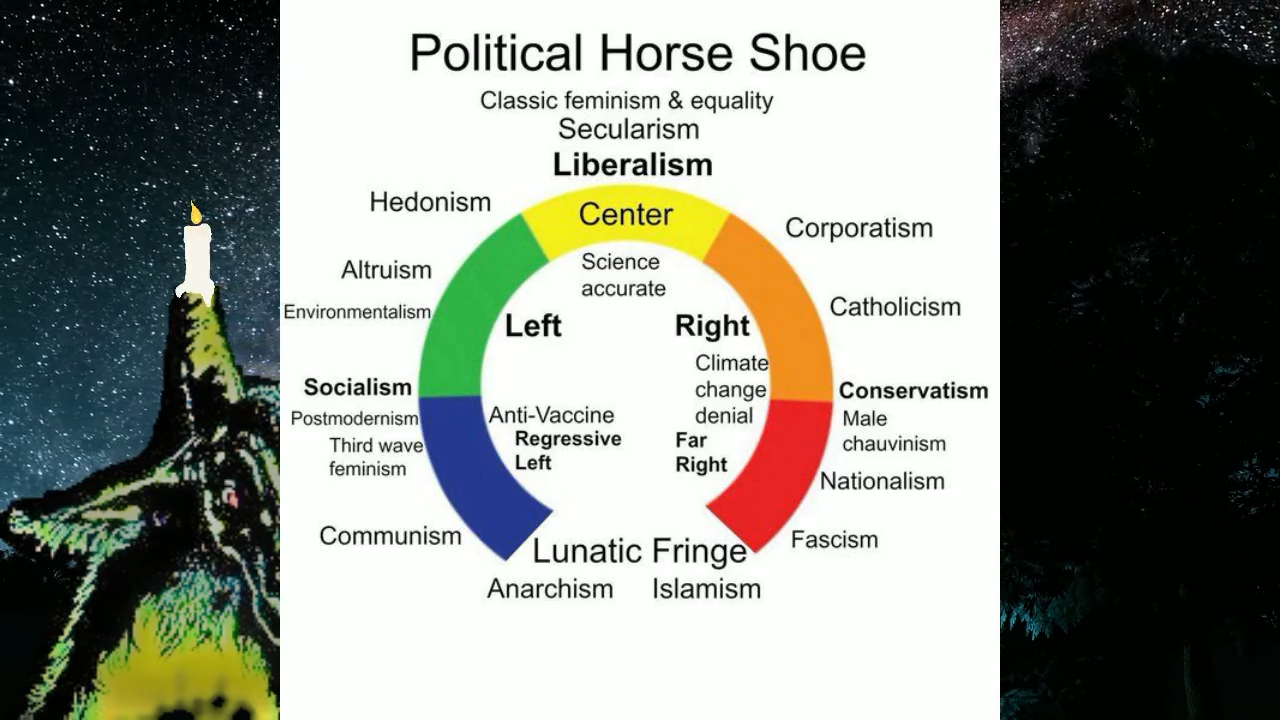 Political Horse Shoe
Classic feminism & equality
Secularism
Liberalism
Hedonism
Center
Corporatism
Science
accurate
Altruism
Catholicism
Environmentalism
Left
Right
Climate
change
denial
Socialism
Conservatism
Postmodernism
Anti-Vaccine
Male
chauvinism
Third wave
feminism
Regressive
Left
Far
Right
Nationalism
Communism
Fascism
Lunatic Fringe
Anarchism
Islamism